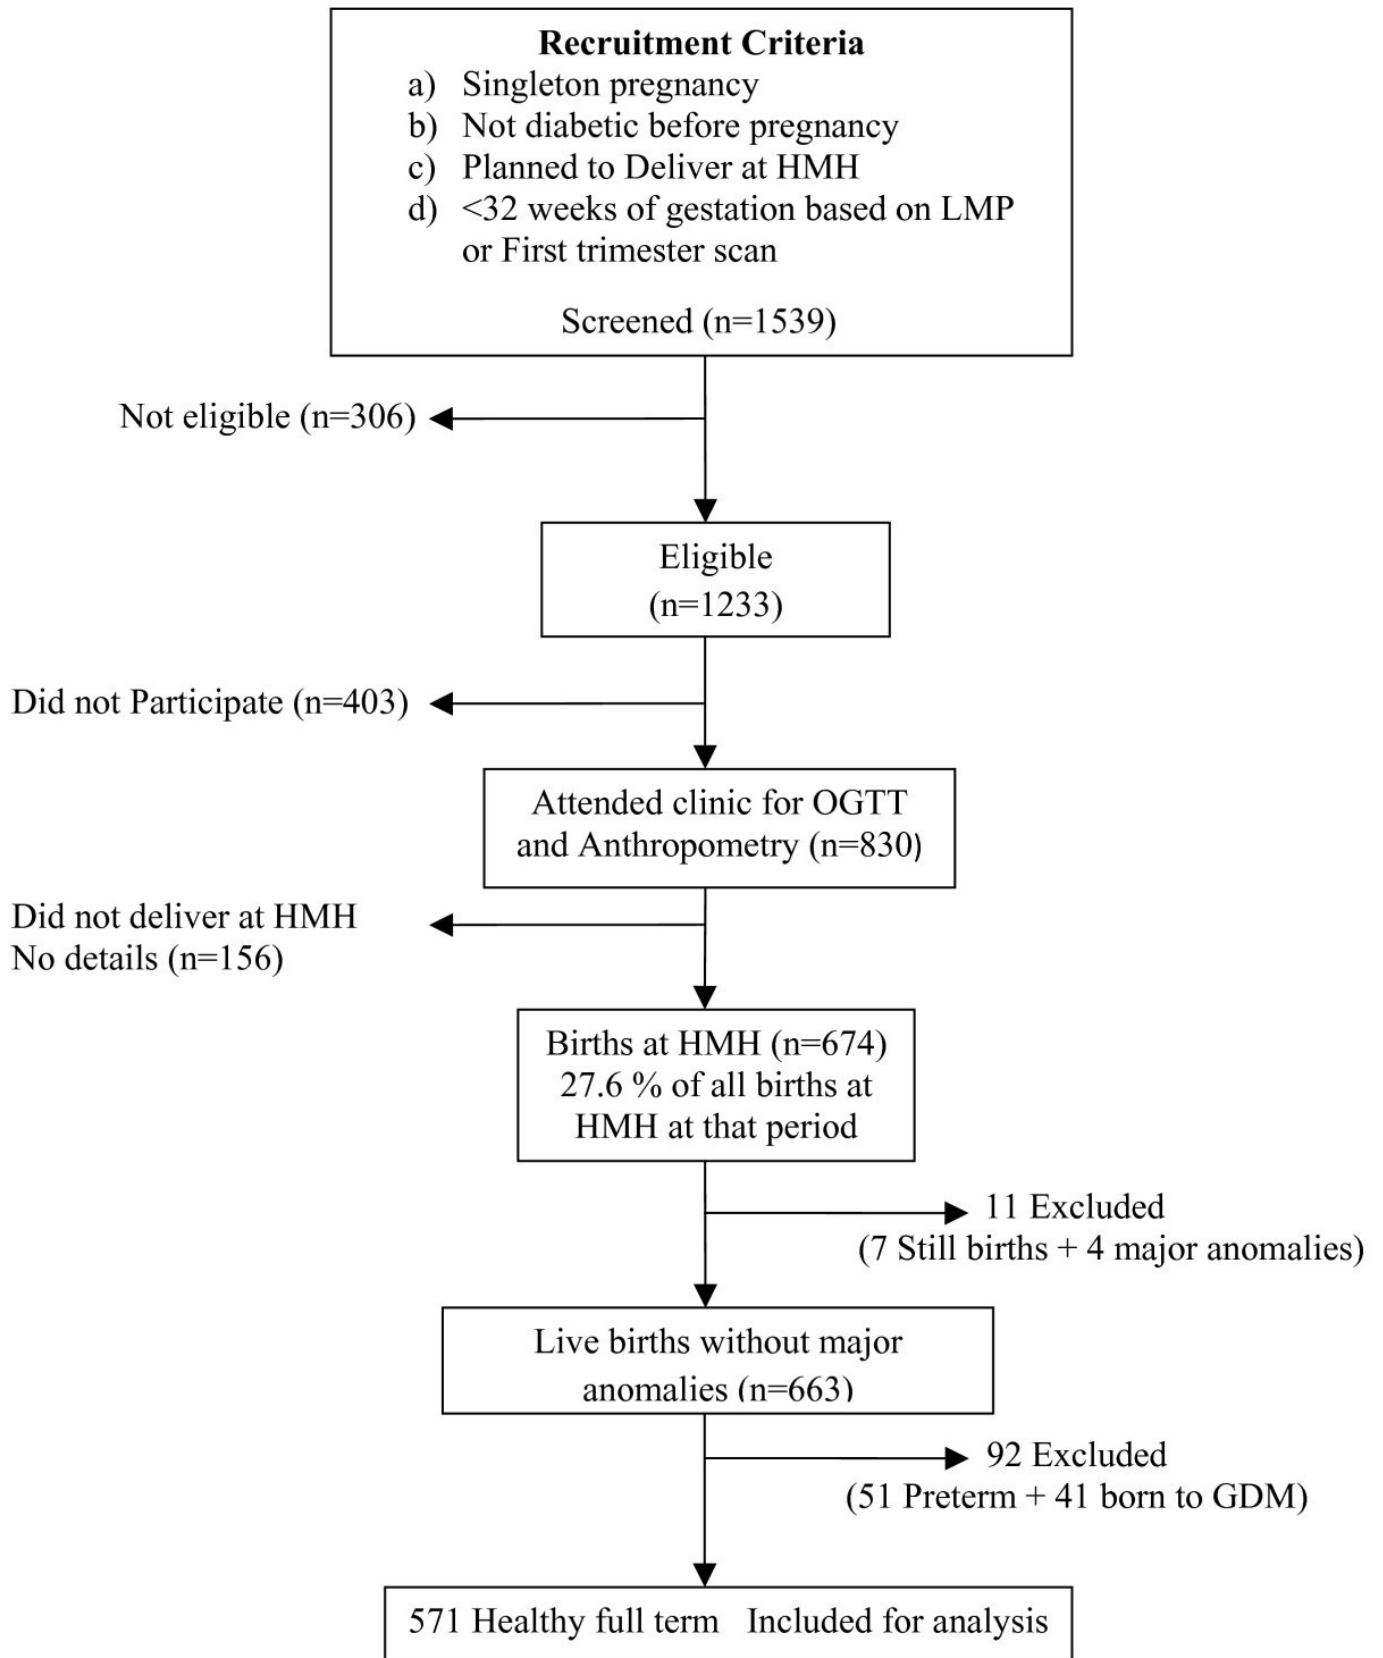 Recruitment Criteria
a) Singleton pregnancy
b) Not diabetic before pregnancy
c) Planned to Deliver at HMH
d) <32 weeks of gestation based on LMP
or First trimester scan
Screened (n=1539)
Not eligible (n=306)
Eligible
(n=1233)
Did not Participate (n=403)
Attended clinic for OGTT
and Anthropometry (n=830)
Did not deliver at HMH
No details (n=156)
Births at HMH (n=674)
27.6 % of all births at
HMH at that period
11 Excluded
(7 Still births + 4 major anomalies)
Live births without major
anomalies (n=663)
92 Excluded
(51 Preterm + 41 born to GDM)
571 Healthy full term Included for analysis